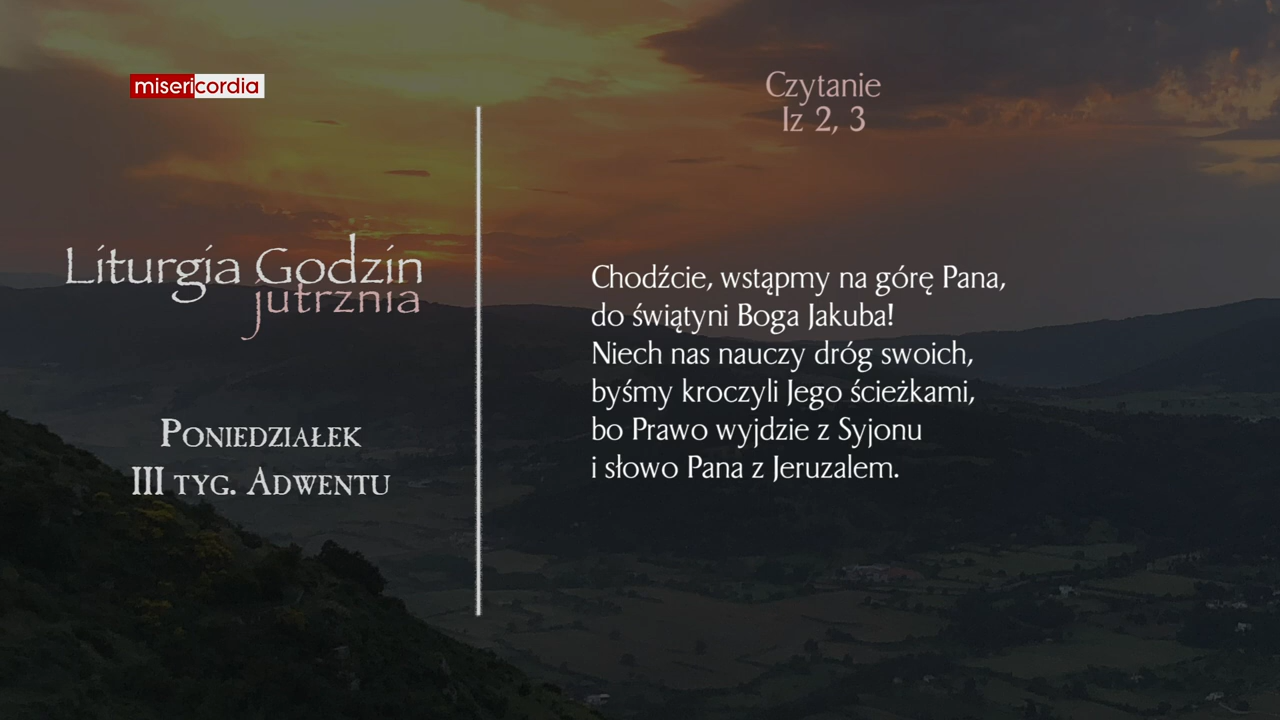 misericordia
Liturgia Godzin
jutrznia
Poniedziałek
III tyg. Adwentu
Czytanie
Iz 2, 3
Chodźcie, wstąpmy na górę Pana,
do świątyni Boga Jakuba!
Niech nas nauczy dróg swoich,
byśmy kroczyli Jego ścieżkami,
bo Prawo wyjdzie z Syjonu
i słowo Pana z Jeruzalem.